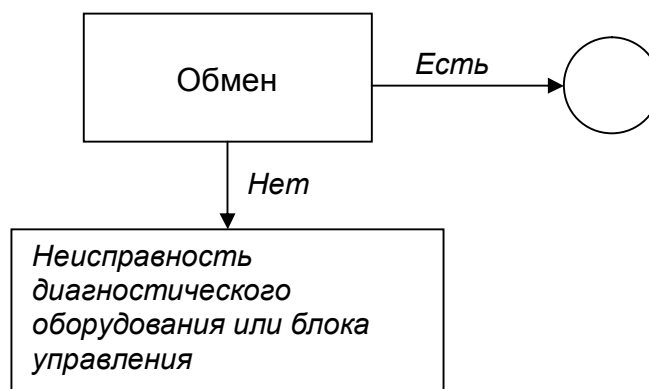 Обмен
Есть
Нет
Неисправность
диагностического
оборудования или блока
управления